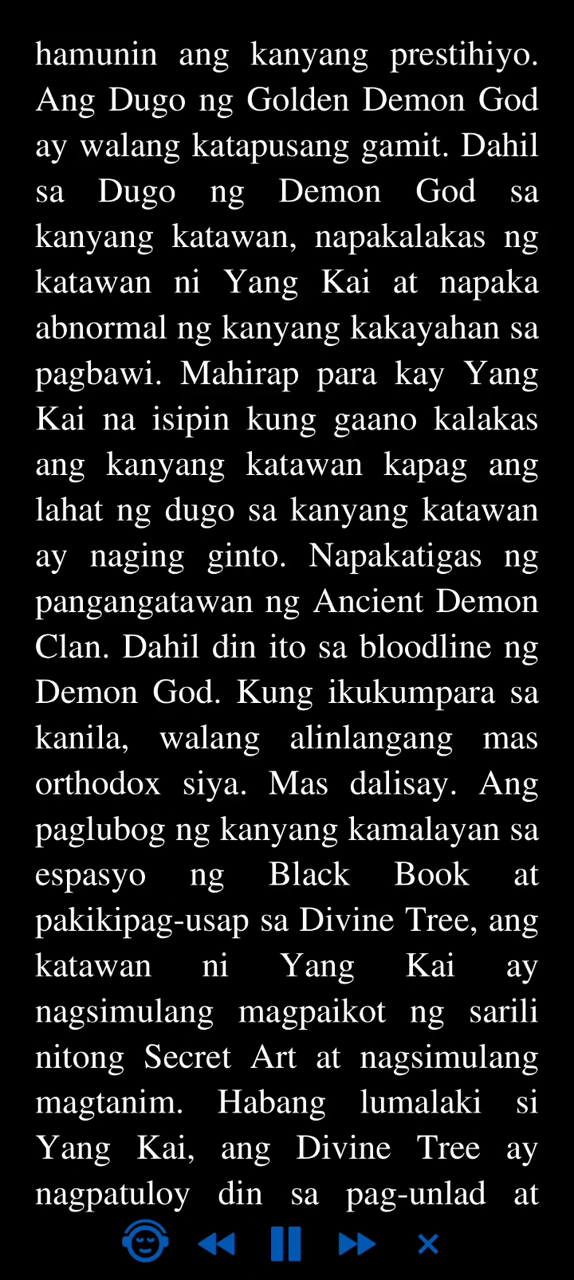 hamunin ang kanyang prestihiyo.
Ang Dugo ng Golden Demon God
ay walang katapusang gamit. Dahil
sa Dugo ng Demon God sa
kanyang katawan, napakalakas ng
katawan ni Yang Kai at napaka
abnormal ng kanyang kakayahan sa
pagbawi. Mahirap para kay Yang
Kai na isipin kung gaano kalakas
ang kanyang katawan kapag ang
lahat ng dugo sa kanyang katawan
ay naging ginto. Napakatigas ng
pangangatawan ng Ancient Demon
Clan. Dahil din ito sa bloodline ng
Demon God. Kung ikukumpara sa
kanila, walang alinlangang mas
orthodox siya. Mas dalisay. Ang
paglubog ng kanyang kamalayan sa
espasyo ng Black Book at
pakikipag-usap sa Divine Tree, ang
katawan ni Yang Kai ay
nagsimulang magpaikot ng sarili
nitong Secret Art at nagsimulang
magtanim. Habang lumalaki si
Yang Kai, ang Divine Tree ay
nagpatuloy din sa pag-unlad at